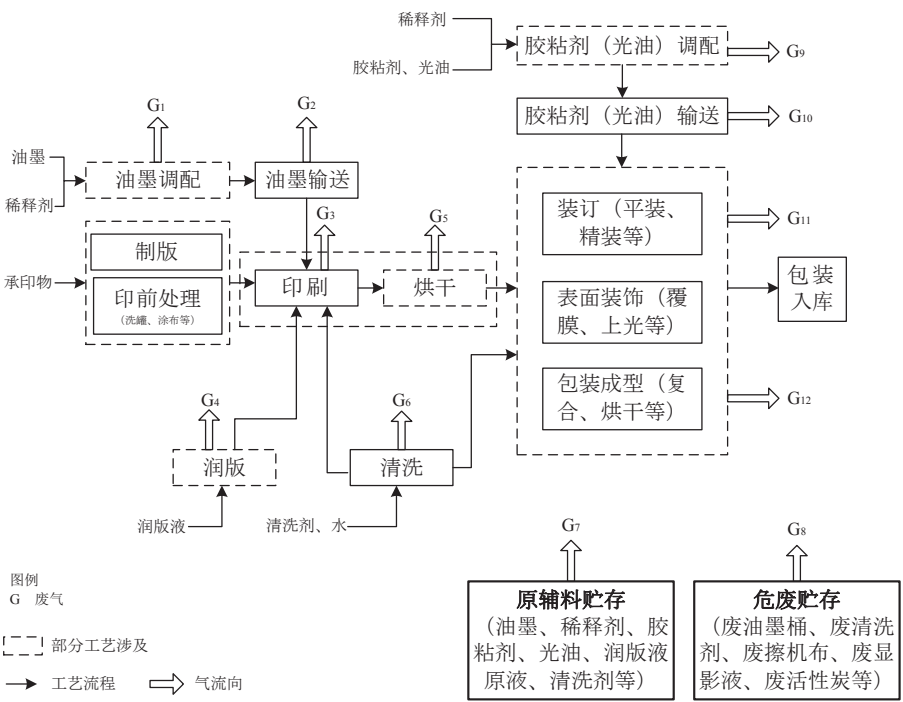 稀释剂
胶粘剂、光油
胶粘剂（光油）调配
G9
胶粘剂（光油）输送
G10
G1
G2
油墨
稀释剂
油墨调配
油墨输送
G3
G5
承印物
制版
印前处理
（洗罐、涂布等）
印刷
烘干
装订（平装、
精装等）
G11
表面装饰（覆
膜、上光等）
包装
入库
包装成型（复
合、烘干等）
G12
G4
G6
润版
清洗
润版液
清洗剂、水
G7
G8
图例
G 废气
部分工艺涉及
工艺流程
气流向
原辅料贮存
（油墨、稀释剂、胶
粘剂、光油、润版液
原液、清洗剂等）
危废贮存
（废油墨桶、废清洗
剂、废擦机布、废显
影液、废活性炭等）